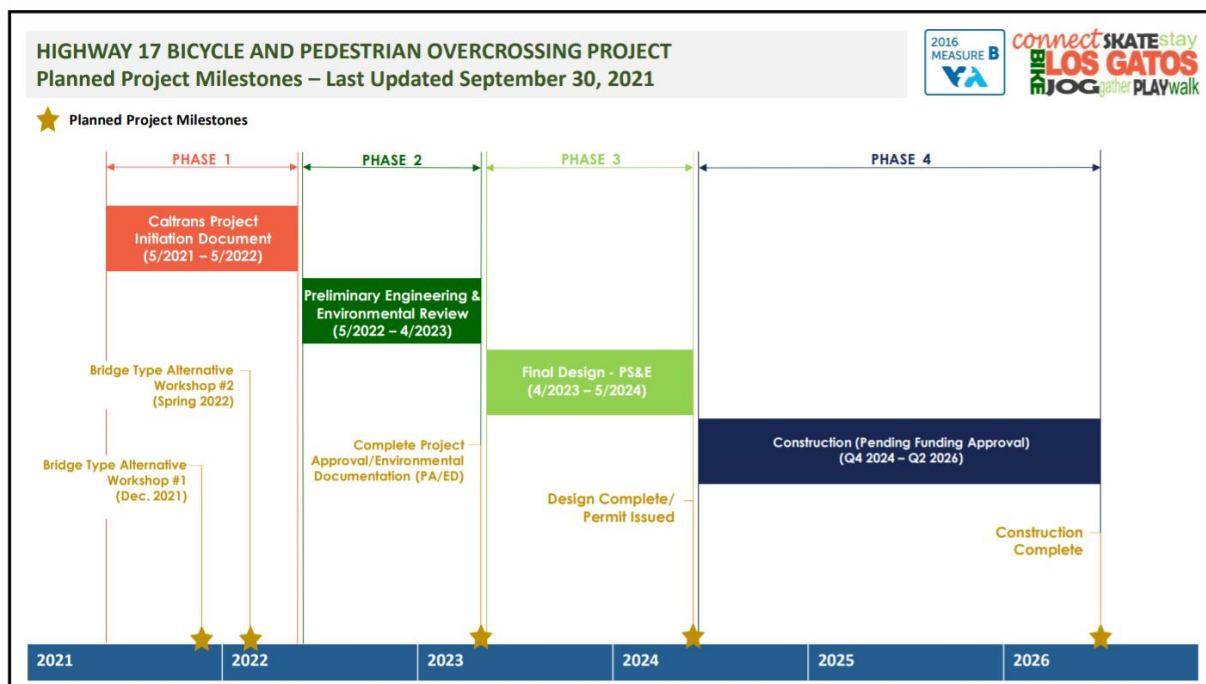 HIGHWAY 17 BICYCLE AND PEDESTRIAN OVERCROSSING PROJECT
Planned Project Milestones – Last Updated September 30, 2021
2016
MEASURE B
VTA
connect SKATE stay
BIKE LOS GATOS
JOG gather PLAY walk
Planned Project Milestones
PHASE 1
PHASE 2
PHASE 3
PHASE 4
Caltrans Project
Initiation Document
(5/2021 – 5/2022)
Preliminary Engineering &
Environmental Review
(5/2022 – 4/2023)
Final Design - PS&E
(4/2023 – 5/2024)
Construction (Pending Funding Approval)
(Q4 2024 – Q2 2026)
Bridge Type Alternative
Workshop #2
(Spring 2022)
Bridge Type Alternative
Workshop #1
(Dec. 2021)
Complete Project
Approval/Environmental
Documentation (PA/ED)
Design Complete/
Permit Issued
Construction
Complete
2021
2022
2023
2024
2025
2026